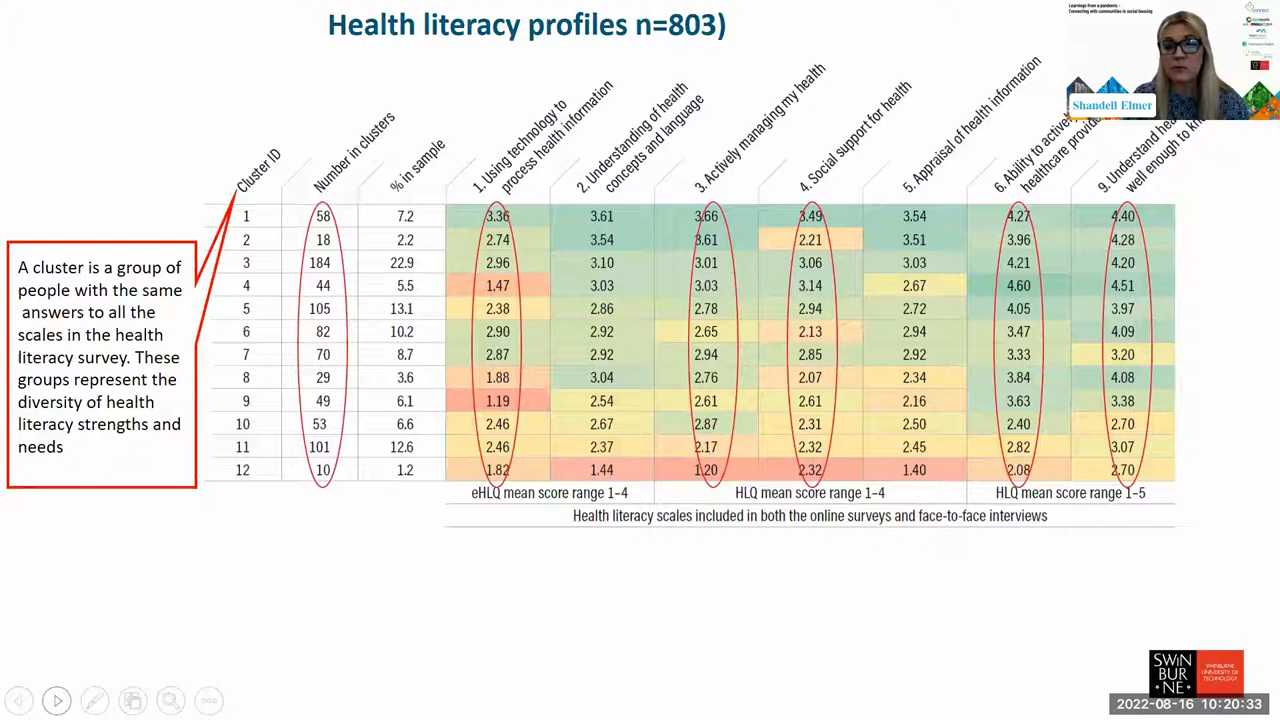 Health literacy profiles n=803)
Learnings from a pandemic -
Connecting with communities in social housing
Shandell Elmer
Cluster ID
Number in clusters
% in sample
1. Using technology to
process health information
2. Understanding of health
concepts and language
3. Actively managing my health
4. Social support for health
5. Appraisal of health information
6. Ability to actively
healthcare provide
9. Understand hea
well enough to kn
1 58 7.2 3.36 3.61 3.66 3.49 3.54 4.27 4.40
2 18 2.2 2.74 3.54 3.61 2.21 3.51 3.96 4.28
3 184 22.9 2.96 3.10 3.01 3.06 3.03 4.21 4.20
4 44 5.5 1.47 3.03 3.03 3.14 2.67 4.60 4.51
5 105 13.1 2.38 2.86 2.78 2.94 2.72 4.05 3.97
6 82 10.2 2.90 2.92 2.65 2.13 2.94 3.47 4.09
7 70 8.7 2.87 2.92 2.94 2.85 2.92 3.33 3.20
8 29 3.6 1.88 3.04 2.76 2.07 2.34 3.84 4.08
9 49 6.1 1.19 2.54 2.61 2.61 2.16 3.63 3.38
10 53 6.6 2.46 2.67 2.87 2.31 2.50 2.40 2.70
11 101 12.6 2.46 2.37 2.17 2.32 2.45 2.82 3.07
12 10 1.2 1.82 1.44 1.20 2.32 1.40 2.08 2.70
eHLQ mean score range 1–4
HLQ mean score range 1–4
HLQ mean score range 1–5
Health literacy scales included in both the online surveys and face-to-face interviews
A cluster is a group of
people with the same
answers to all the
scales in the health
literacy survey. These
groups represent the
diversity of health
literacy strengths and
needs
SWIN
BUR
NE
SWINBURNE
UNIVERSITY OF
TECHNOLOGY
2022-08-16 10:20:33